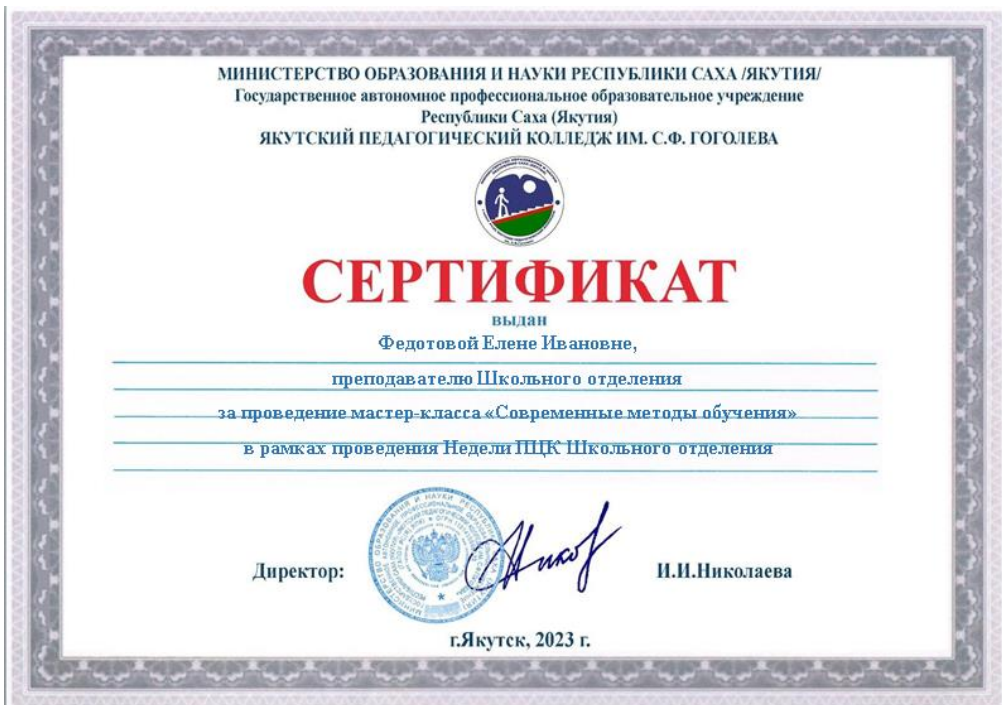 МИНИСТЕРСТВО ОБРАЗОВАНИЯ И НАУКИ РЕСПУБЛИКИ САХА /ЯКУТИЯ/
Государственное автономное профессиональное образовательное учреждение
Республики Саха (Якутия)
ЯКУТСКИЙ ПЕДАГОГИЧЕСКИЙ КОЛЛЕДЖ ИМ. С.Ф. ГОГОЛЕВА
СЕРТИФИКАТ
выдан
Федотовой Елене Ивановне,
преподавателю Школьного отделения
за проведение мастер-класса «Современные методы обучения»
в рамках проведения Недели ПЦК Школьного отделения
Директор: И.И.Николаева
г.Якутск, 2023 г.